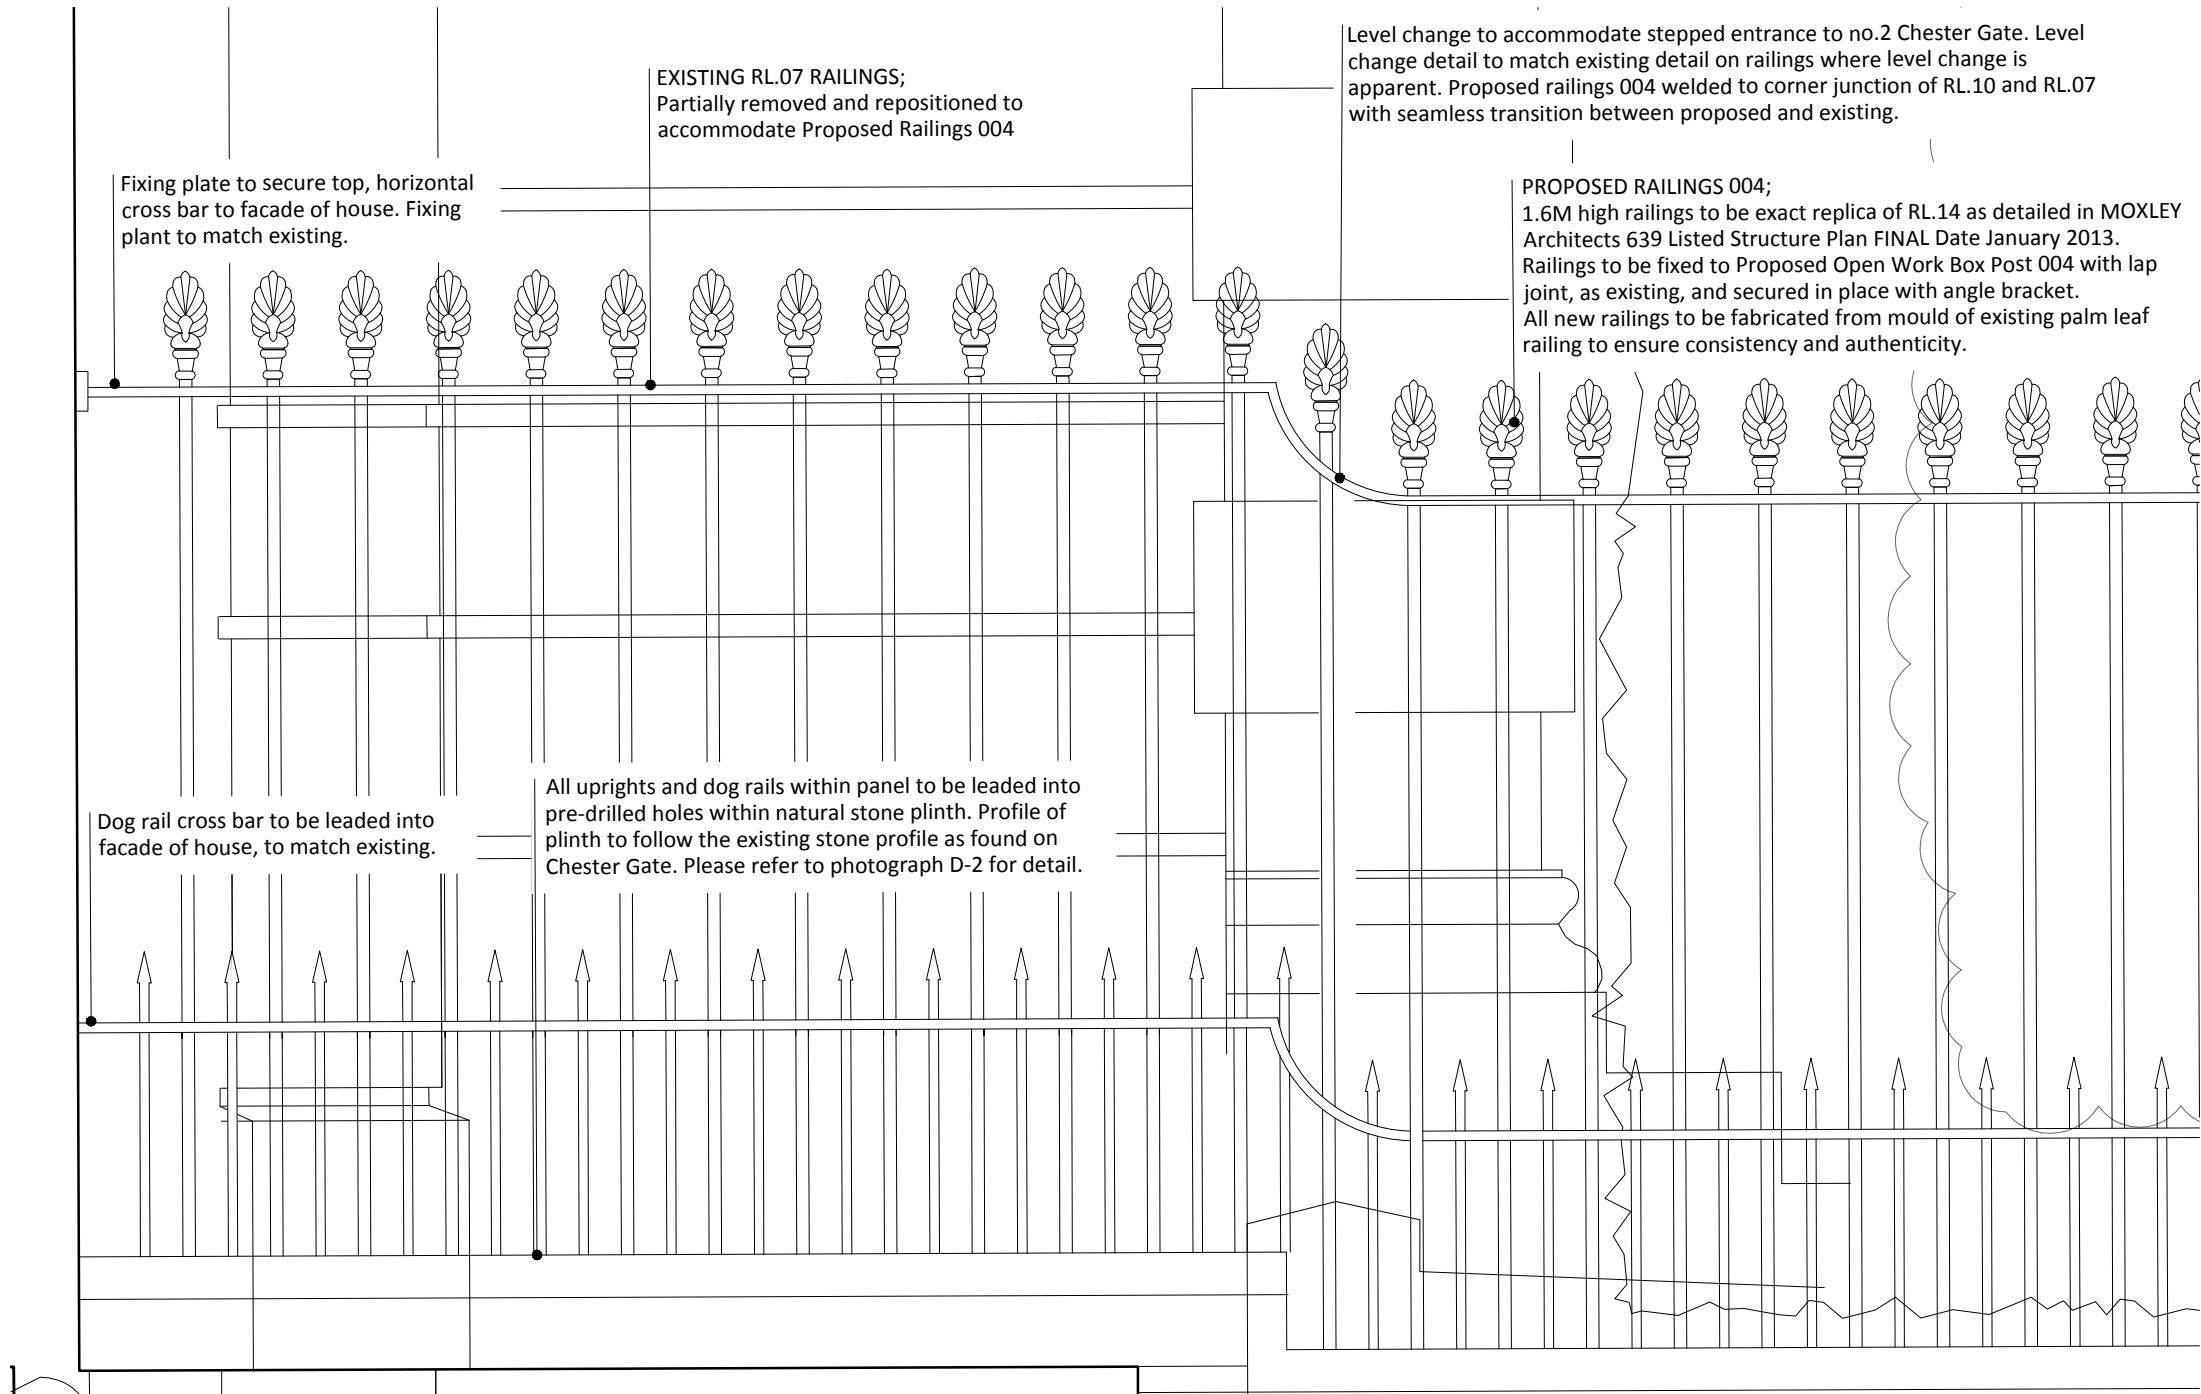 Level change to accommodate stepped entrance to no.2 Chester Gate. Level
change detail to match existing detail on railings where level change is
apparent. Proposed railings 004 welded to corner junction of RL.10 and RL.07
with seamless transition between proposed and existing.
EXISTING RL.07 RAILINGS;
Partially removed and repositioned to
accommodate Proposed Railings 004
Fixing plate to secure top, horizontal
cross bar to facade of house. Fixing
plant to match existing.
PROPOSED RAILINGS 004;
1.6M high railings to be exact replica of RL.14 as detailed in MOXLEY
Architects 639 Listed Structure Plan FINAL Date January 2013.
Railings to be fixed to Proposed Open Work Box Post 004 with lap
joint, as existing, and secured in place with angle bracket.
All new railings to be fabricated from mould of existing palm leaf
railing to ensure consistency and authenticity.
All uprights and dog rails within panel to be leaded into
pre-drilled holes within natural stone plinth. Profile of
plinth to follow the existing stone profile as found on
Chester Gate. Please refer to photograph D-2 for detail.
Dog rail cross bar to be leaded into
facade of house, to match existing.